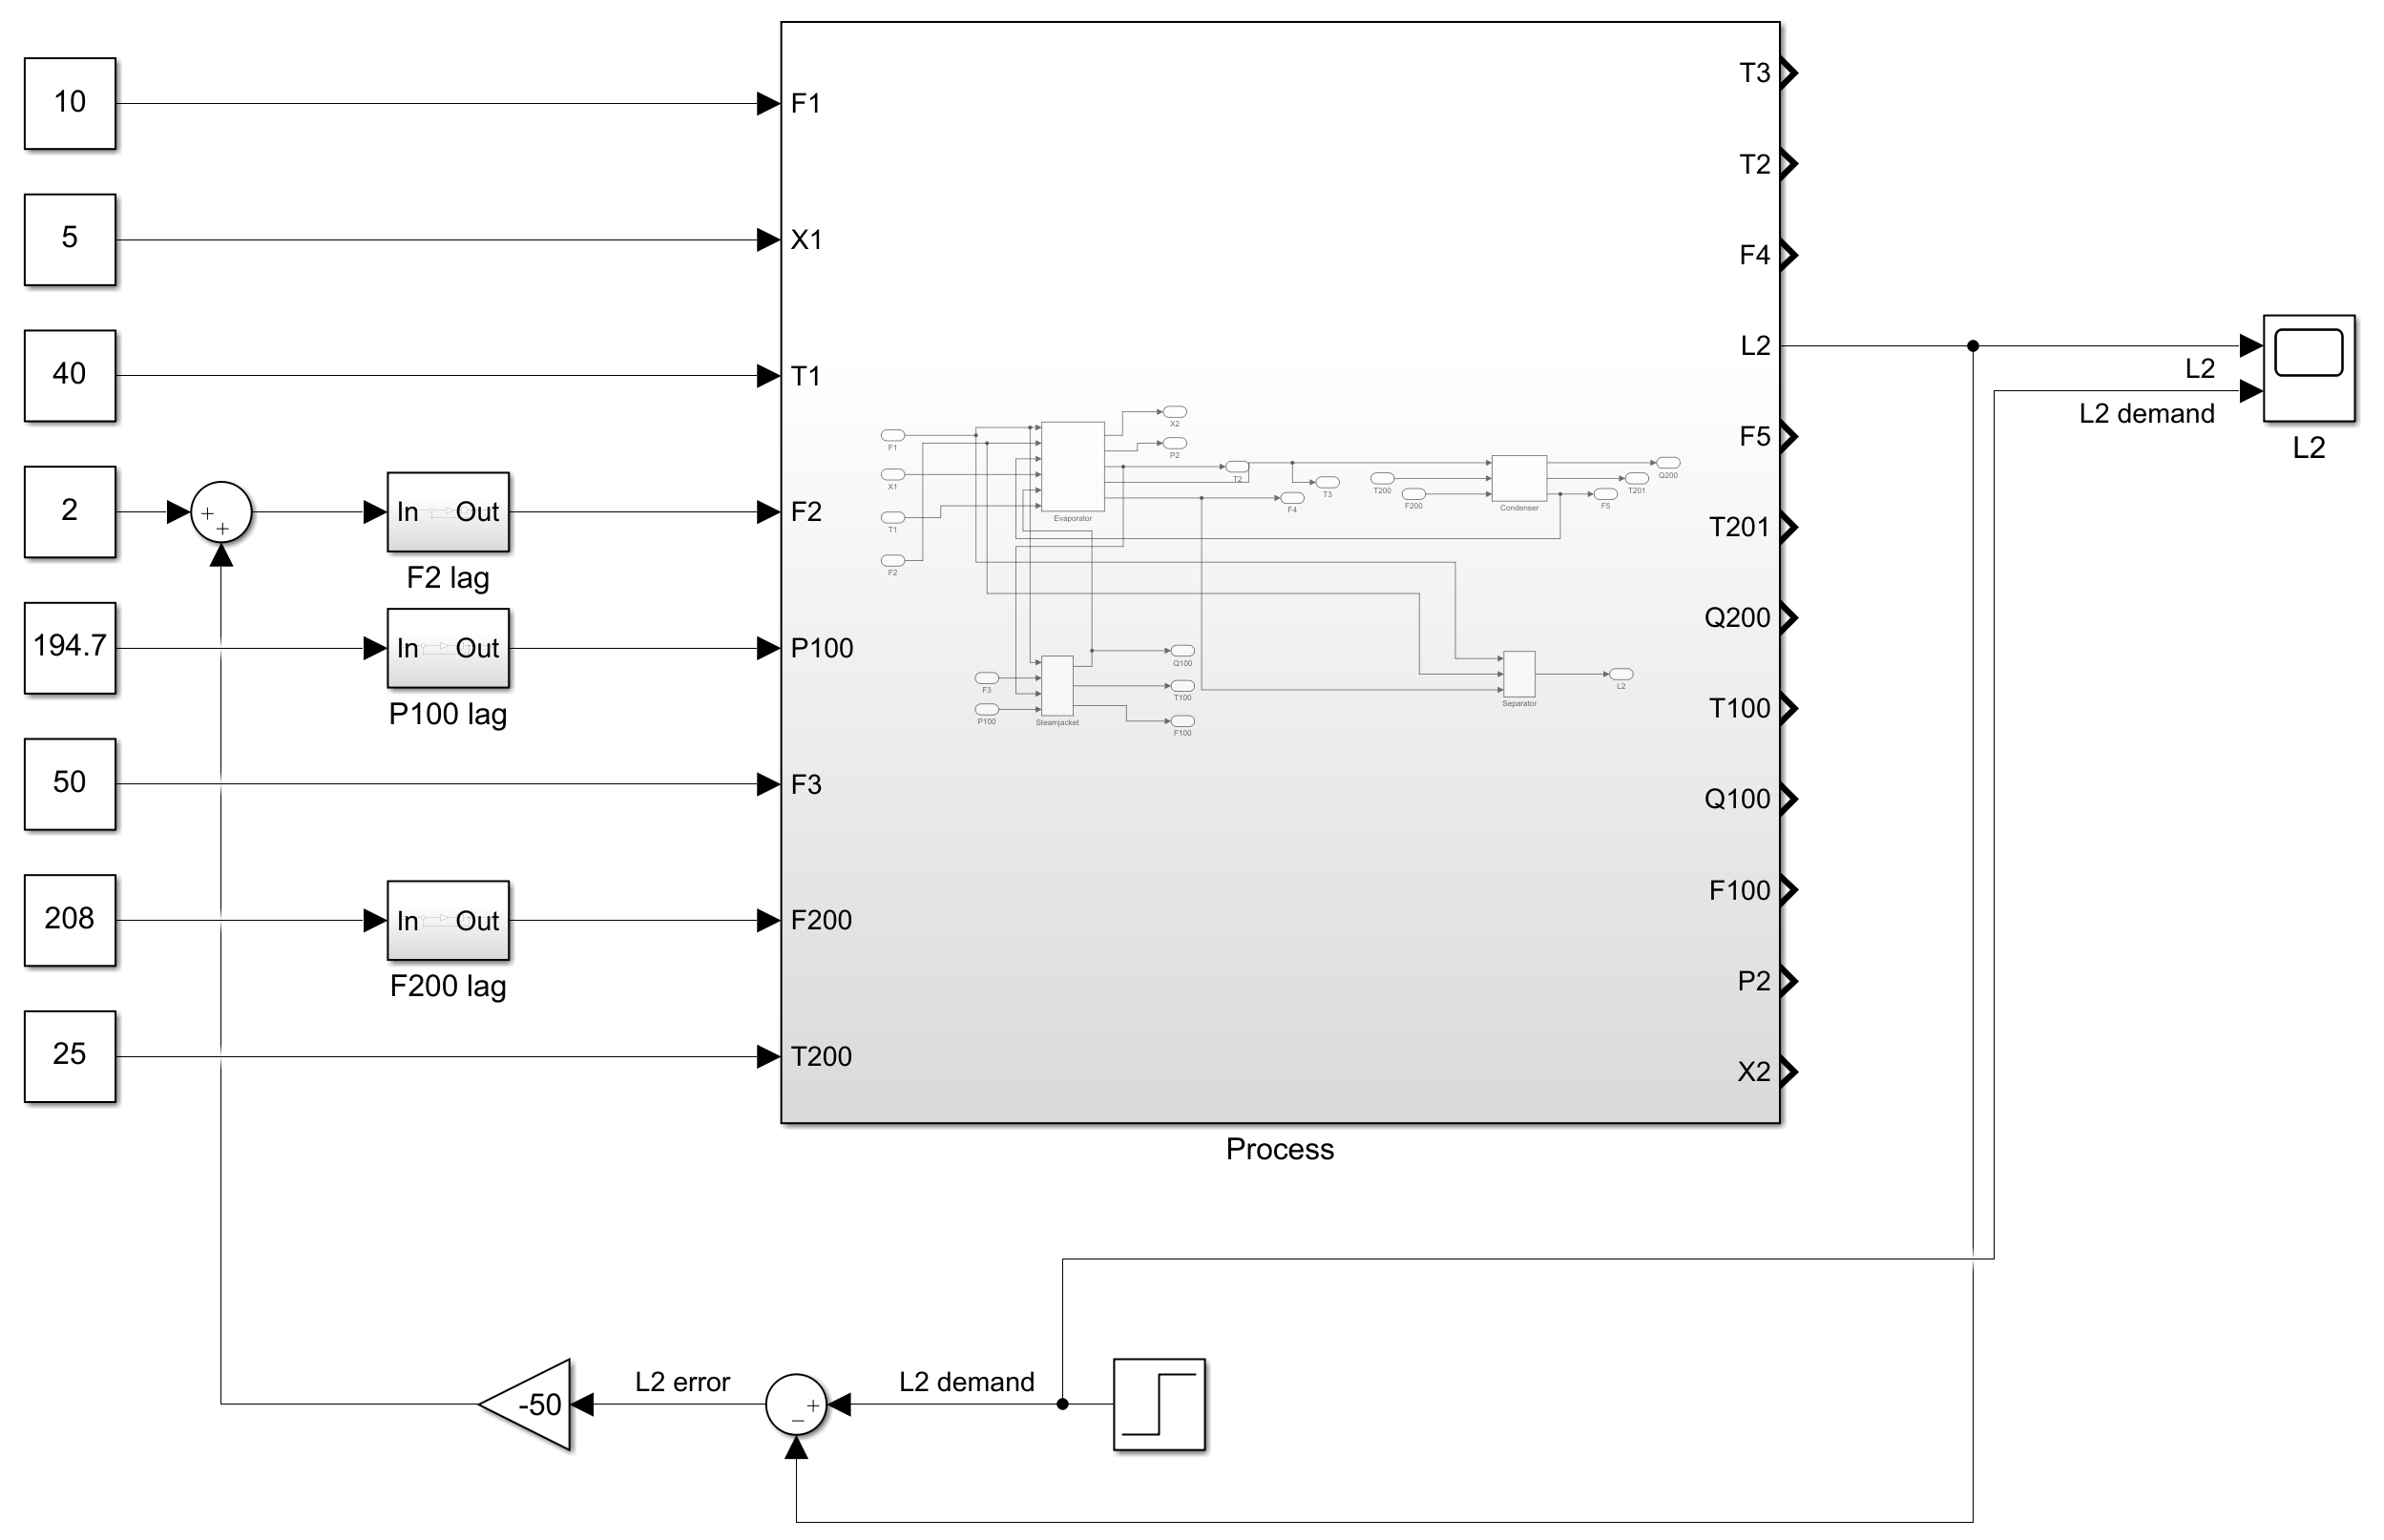 10
5
40
2
194.7
50
208
25
+
+
In Out
F2 lag
In Out
P100 lag
In Out
F200 lag
F1
X1
T1
F2
P100
F3
F200
T200
F1
X1
T1
F2
Evaporator
X2
P2
T2
T3
F4
T200
F200
Condenser
Q200
T201
F5
F3
P100
Steamjacket
Q100
T100
F100
Separator
L2
T3
T2
F4
L2
F5
T201
Q200
T100
Q100
F100
P2
X2
Process
L2
L2 demand
L2
-50
L2 error
+
−
L2 demand